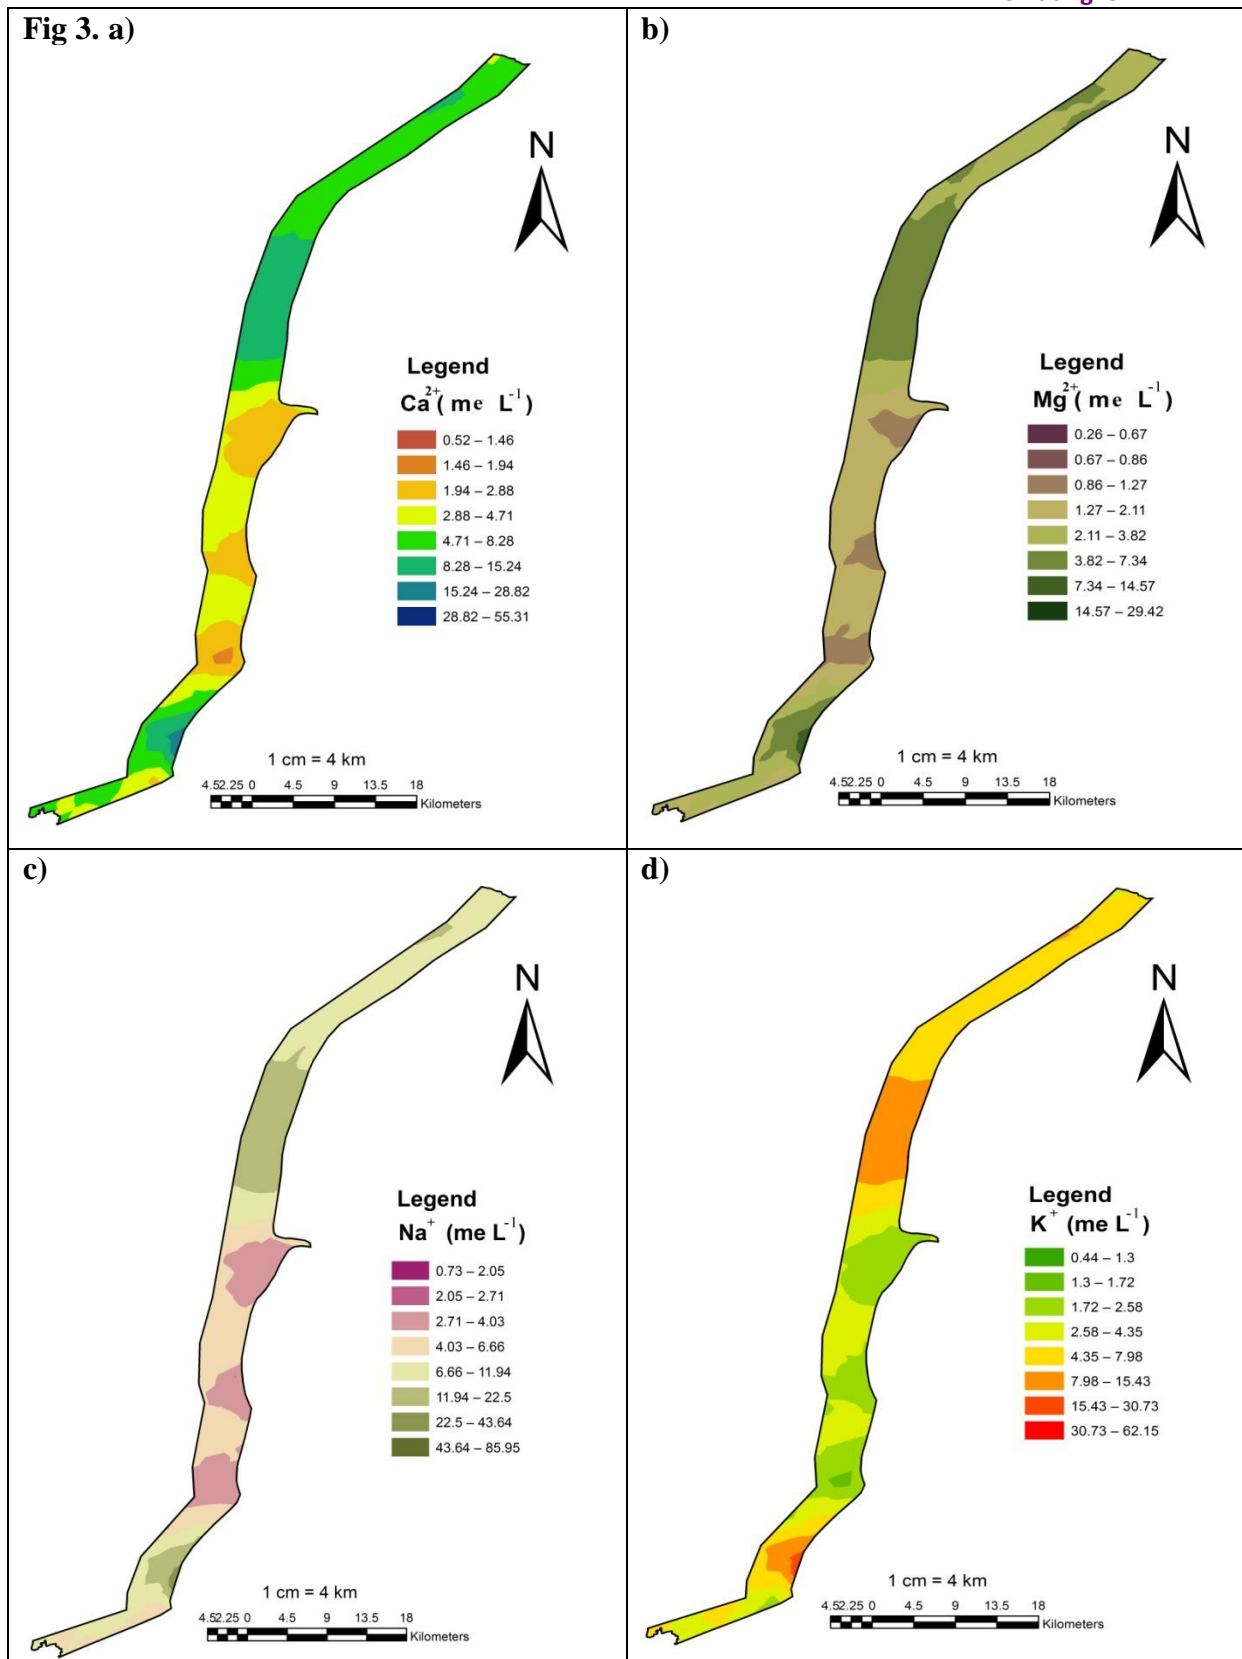 Fig 3. a)
N
Legend
Ca2+( me L-1)
0.52 – 1.46
1.46 – 1.94
1.94 – 2.88
2.88 – 4.71
4.71 – 8.28
8.28 – 15.24
15.24 – 28.82
28.82 – 55.31
1 cm = 4 km
4.52.25 0 4.5 9 13.5 18
Kilometers
b)
N
Legend
Mg2+( me L-1)
0.26 – 0.67
0.67 – 0.86
0.86 – 1.27
1.27 – 2.11
2.11 – 3.82
3.82 – 7.34
7.34 – 14.57
14.57 – 29.42
1 cm = 4 km
4.52.25 0 4.5 9 13.5 18
Kilometers
c)
N
Legend
Na+ (me L-1)
0.73 – 2.05
2.05 – 2.71
2.71 – 4.03
4.03 – 6.66
6.66 – 11.94
11.94 – 22.5
22.5 – 43.64
43.64 – 85.95
1 cm = 4 km
4.52.25 0 4.5 9 13.5 18
Kilometers
d)
N
Legend
K+ (me L-1)
0.44 – 1.3
1.3 – 1.72
1.72 – 2.58
2.58 – 4.35
4.35 – 7.98
7.98 – 15.43
15.43 – 30.73
30.73 – 62.15
1 cm = 4 km
4.52.25 0 4.5 9 13.5 18
Kilometers